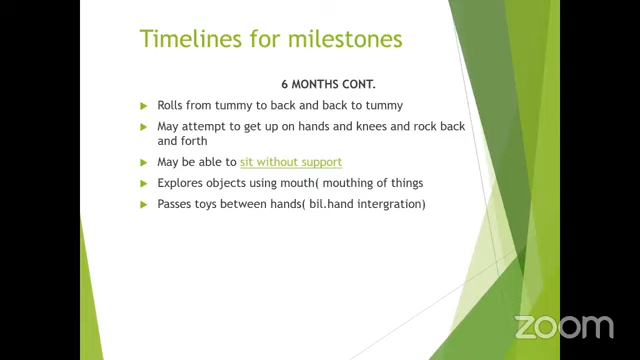 Timelines for milestones
6 MONTHS CONT.
Rolls from tummy to back and back to tummy
May attempt to get up on hands and knees and rock back
and forth
May be able to sit without support
Explores objects using mouth( mouthing of things
Passes toys between hands( bil.hand intergration)
zoom